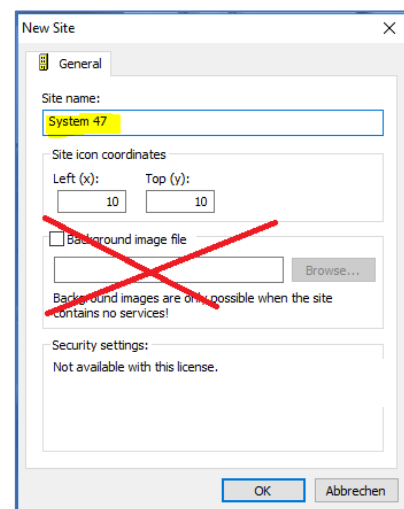 New Site
General
Site name:
System 47
Site icon coordinates
Left (x): Top (y):
10 10
Background image file
Browse...
Background images are only possible when the site
contains no services!
Security settings:
Not available with this license.
OK Abbrechen